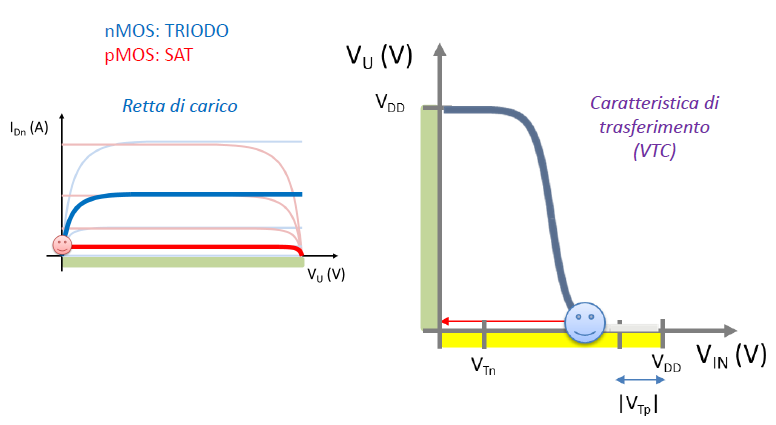 nMOS: TRIODO
pMOS: SAT
Retta di carico
I_Dn (A)
V_U (V)
V_U (V)
V_DD
Caratteristica di
trasferimento
(VTC)
V_Tn
V_DD
V_IN (V)
|V_Tp|